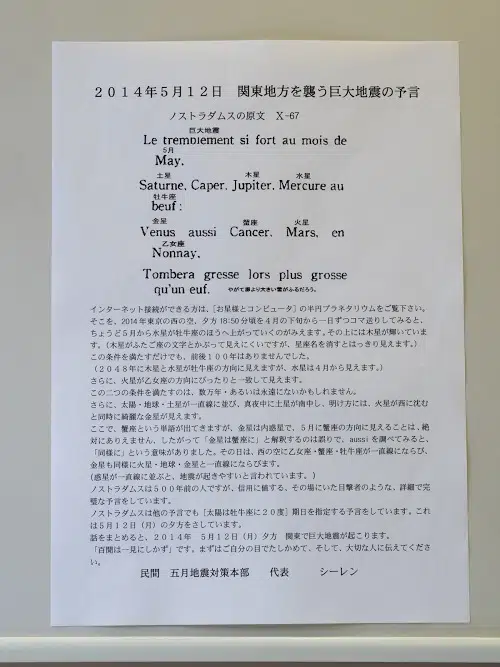 2014年5月12日 関東地方を襲う巨大地震の予言
ノストラダムスの原文 X-67
巨大地震
Le tremblement si fort au mois de
5月
May,
土星 木星 水星
Saturne, Caper, Jupiter, Mercure au
牡牛座
beuf:
金星 蟹座 火星
Venus aussi Cancer, Mars, en
乙女座
Nonnay,
Tombera gresse lors plus grosse
qu'un euf. やがて卵より大きい雹がふるだろう。
インターネット接続ができる方は、[お星様とコンピュータ]の半円プラネタリウムをご覧下さい。
そこを、2014年東京の西の空、夕方18:50分頃を4月の下旬から一日ずつコマ送りしてみると、
ちょうど5月から水星が牡牛座のほうへ上がっていくのがみえます。その上には木星が輝いていま
す。(木星がふたご座の文字とかぶって見えにくいですが、星座名を消すとはっきり見えます。)
この条件を満たすだけでも、前後100年はありませんでした。
(2048年に木星と水星が牡牛座の方向に見えますが、水星は4月から見えます。)
さらに、火星が乙女座の方向にぴったりと一致して見えます。
この二つの条件を満たすのは、数万年・あるいは永遠にないかもしれません。
さらに、太陽・地球・土星が一直線に並び、真夜中に土星が南中し、明け方には、火星が西に沈む
と同時に綺麗な金星が見えます。
ここで、蟹座という単語が出てきますが、金星は内惑星で、5月に蟹座の方向に見えることは、絶
対にありえません、したがって「金星は蟹座に」と解釈するのは誤りで、aussi を調べてみると、
「同様に」という意味がありました。その日は、西の空に乙女座・蟹座・牡牛座が一直線にならび、
金星も同様に火星・地球・金星と一直線にならびます。
(惑星が一直線に並ぶと、地震が起きやすいと言われています。)
ノストラダムスは500年前の人ですが、信用に値する、その場にいた目撃者のような、詳細で完
璧な予言をしています。
ノストラダムスは他の予言でも[太陽は牡牛座に20度]期日を指定する予言をしています。これ
は5月12日(月)の夕方をさしています。
話をまとめると、2014年 5月12日(月)夕方 関東で巨大地震が起こります。
「百聞は一見にしかず」です。まずはご自分の目でたしかめて、そして、大切な人に伝えてくださ
い。
民間 五月地震対策本部 代表 シーレン